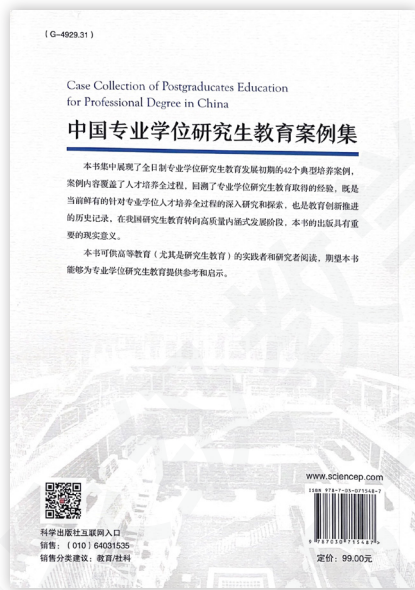 （G-4929.31）
Case Collection of Postgraduates Education
for Professional Degree in China
中国专业学位研究生教育案例集
本书集中展现了全日制专业学位研究生教育发展初期的42个典型培养案例，
案例内容覆盖了人才培养全过程，回溯了专业学位研究生教育取得的经验，既是
当前鲜有的针对专业学位人才培养全过程的深入研究和探索，也是教育创新推进
的历史记录，在我国研究生教育转向高质量内涵式发展阶段，本书的出版具有重
要的现实意义。
本书可供高等教育（尤其是研究生教育）的实践者和研究者阅读，期望本书
能够为专业学位研究生教育提供参考和启示。
www.sciencep.com
ISBN 978-7-03-071548-7
9 787030 715487 >
科学出版社互联网入口
销售：（010）64031535
销售分类建议：教育/社科
定价：99.00元